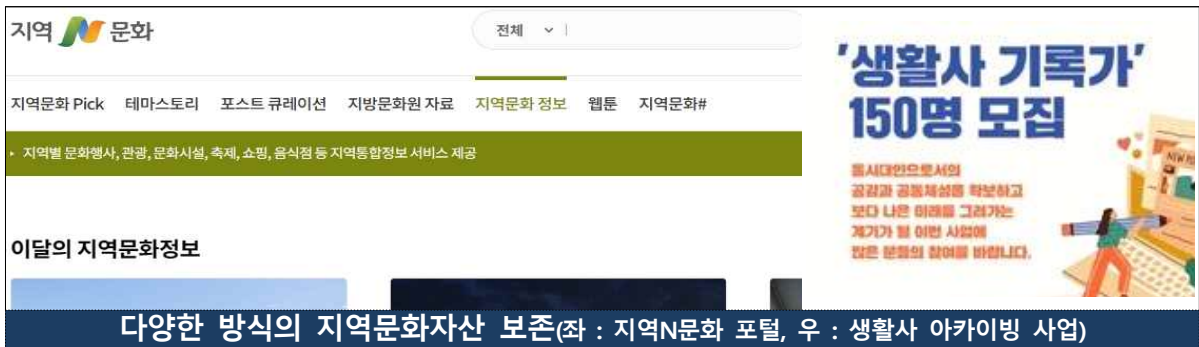 지역 N 문화
전체
지역문화 Pick 테마스토리 포스트 큐레이션 지방문화원 자료 지역문화 정보 웹툰 지역문화#
지역별 문화행사, 관광, 문화시설, 축제, 쇼핑, 음식점 등 지역통합정보 서비스 제공
이달의 지역문화정보
'생활사 기록가'
150명 모집
동시대인으로서의
공감과 공동체성을 확보하고
보다 나은 미래를 그려가는
계기가 될 이번 사업에
많은 분들의 참여를 바랍니다.
다양한 방식의 지역문화자산 보존(좌 : 지역N문화 포털, 우 : 생활사 아카이빙 사업)